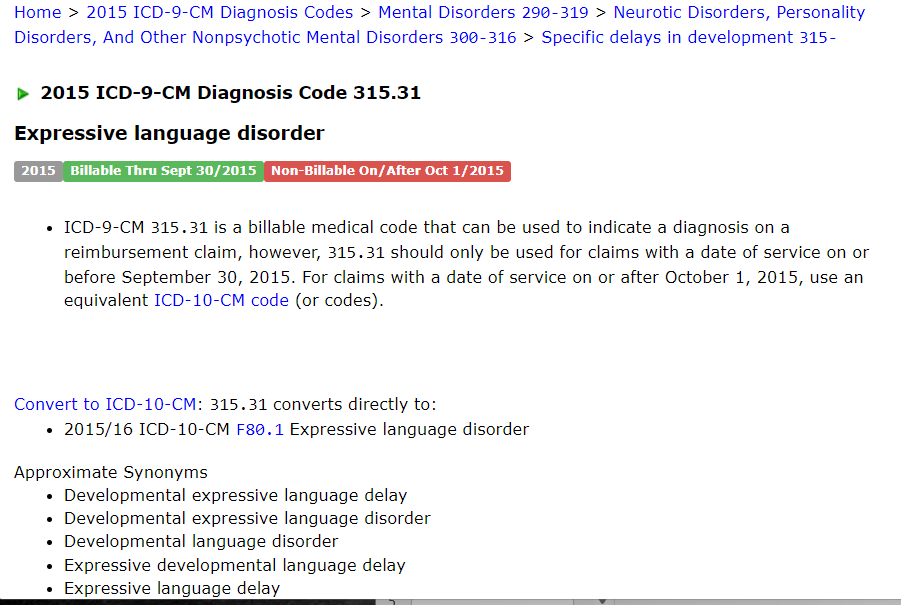 Home > 2015 ICD-9-CM Diagnosis Codes > Mental Disorders 290-319 > Neurotic Disorders, Personality
Disorders, And Other Nonpsychotic Mental Disorders 300-316 > Specific delays in development 315-
2015 ICD-9-CM Diagnosis Code 315.31
Expressive language disorder
2015 Billable Thru Sept 30/2015 Non-Billable On/After Oct 1/2015
• ICD-9-CM 315.31 is a billable medical code that can be used to indicate a diagnosis on a
reimbursement claim, however, 315.31 should only be used for claims with a date of service on or
before September 30, 2015. For claims with a date of service on or after October 1, 2015, use an
equivalent ICD-10-CM code (or codes).
Convert to ICD-10-CM: 315.31 converts directly to:
• 2015/16 ICD-10-CM F80.1 Expressive language disorder
Approximate Synonyms
• Developmental expressive language delay
• Developmental expressive language disorder
• Developmental language disorder
• Expressive developmental language delay
• Expressive language delay